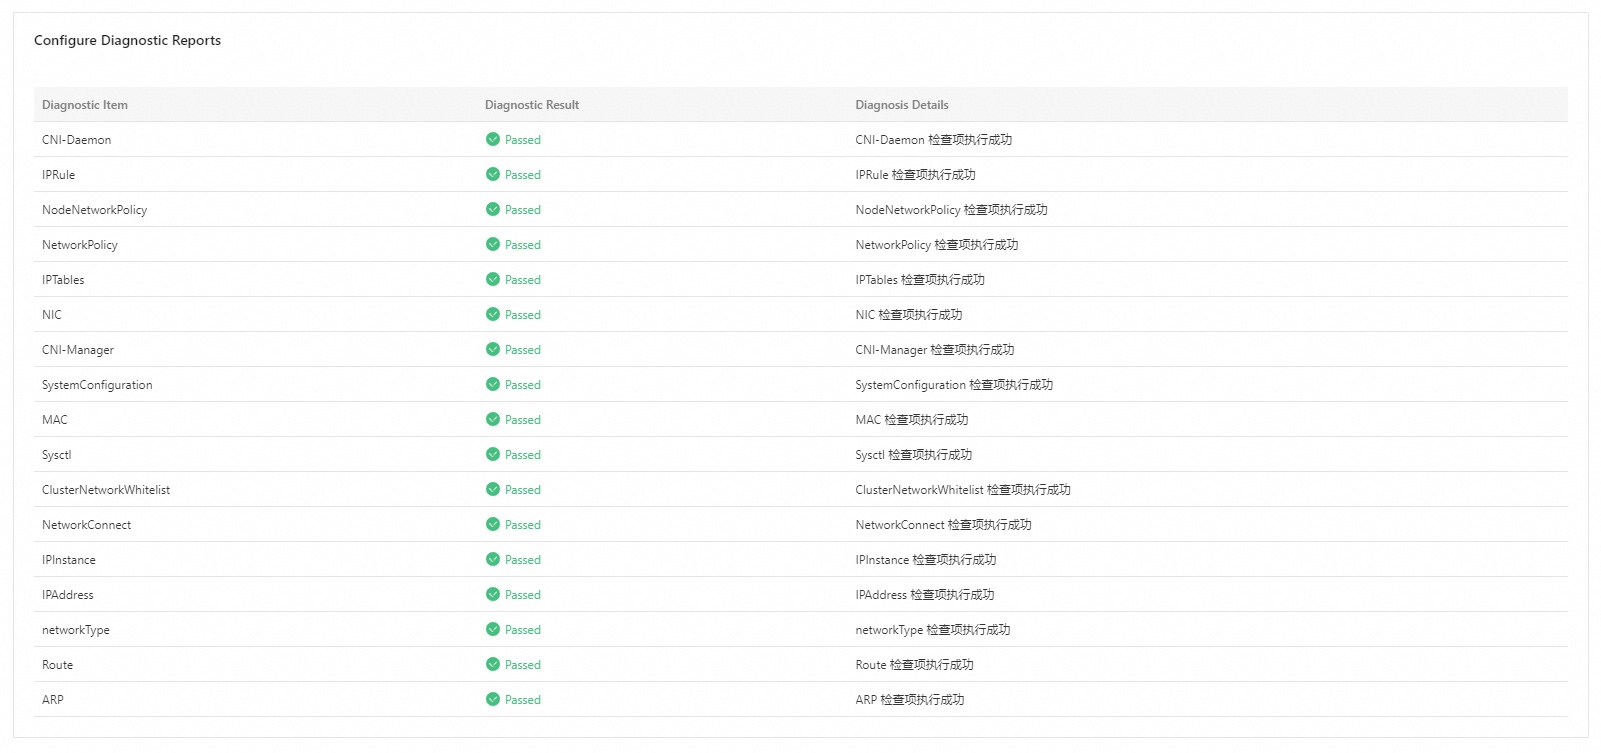 Configure Diagnostic Reports
Diagnostic Item Diagnostic Result Diagnosis Details
CNI-Daemon Passed CNI-Daemon 检查项执行成功
IPRule Passed IPRule 检查项执行成功
NodeNetworkPolicy Passed NodeNetworkPolicy 检查项执行成功
NetworkPolicy Passed NetworkPolicy 检查项执行成功
IPTables Passed IPTables 检查项执行成功
NIC Passed NIC 检查项执行成功
CNI-Manager Passed CNI-Manager 检查项执行成功
SystemConfiguration Passed SystemConfiguration 检查项执行成功
MAC Passed MAC 检查项执行成功
Sysctl Passed Sysctl 检查项执行成功
ClusterNetworkWhitelist Passed ClusterNetworkWhitelist 检查项执行成功
NetworkConnect Passed NetworkConnect 检查项执行成功
IPInstance Passed IPInstance 检查项执行成功
IPAddress Passed IPAddress 检查项执行成功
networkType Passed networkType 检查项执行成功
Route Passed Route 检查项执行成功
ARP Passed ARP 检查项执行成功